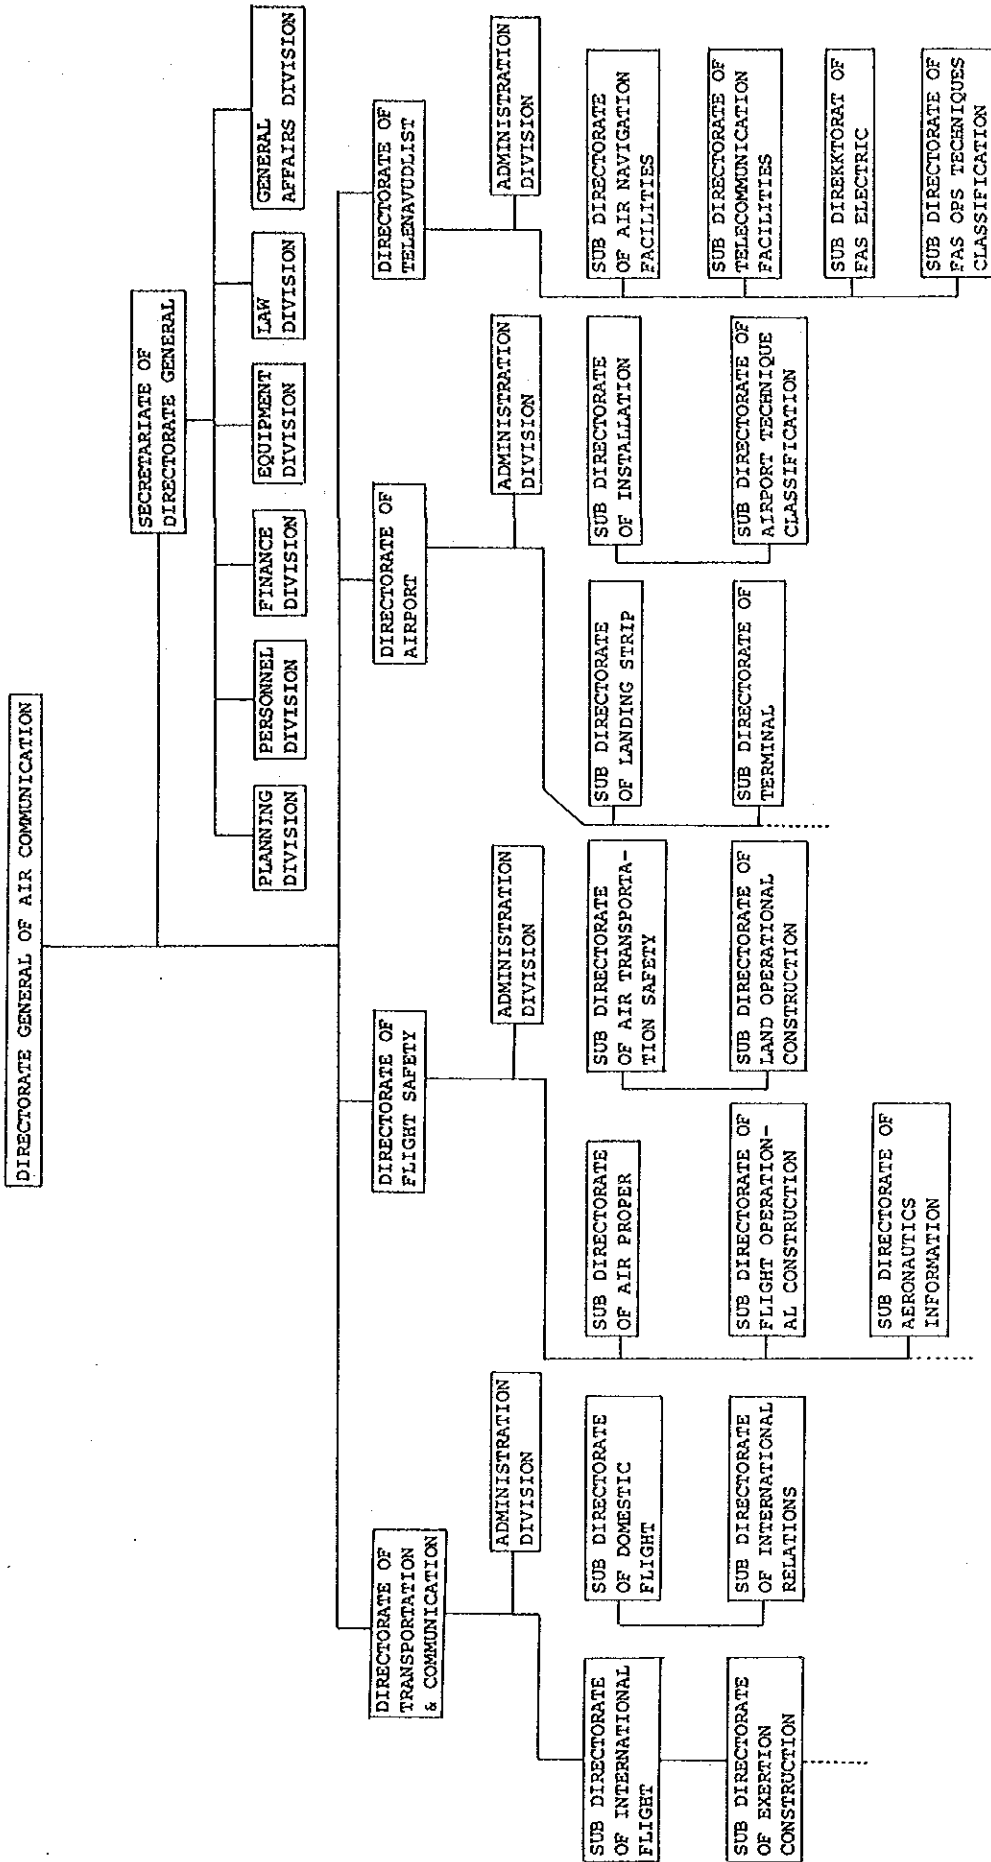 DIRECTORATE GENERAL OF AIR COMMUNICATION
SECRETARIATE OF
DIRECTORATE GENERAL
PLANNING
DIVISION
PERSONNEL
DIVISION
FINANCE
DIVISION
EQUIPMENT
DIVISION
LAW
DIVISION
GENERAL
AFFAIRS DIVISION
DIRECTORATE OF
TRANSPORTATION
& COMMUNICATION
ADMINISTRATION
DIVISION
SUB DIRECTORATE
OF INTERNATIONAL
FLIGHT
SUB DIRECTORATE
OF EXERTION
CONSTRUCTION
SUB DIRECTORATE
OF DOMESTIC
FLIGHT
SUB DIRECTORATE
OF INTERNATIONAL
RELATIONS
DIRECTORATE OF
FLIGHT SAFETY
ADMINISTRATION
DIVISION
SUB DIRECTORATE
OF AIR PROPER
SUB DIRECTORATE OF
FLIGHT OPERATION-
AL CONSTRUCTION
SUB DIRECTORATE OF
AERONAUTICS
INFORMATION
SUB DIRECTORATE
OF AIR TRANSPORTA-
TION SAFETY
SUB DIRECTORATE OF
LAND OPERATIONAL
CONSTRUCTION
DIRECTORATE OF
AIRPORT
ADMINISTRATION
DIVISION
SUB DIRECTORATE
OF LANDING STRIP
SUB DIRECTORATE OF
TERMINAL
SUB DIRECTORATE
OF INSTALLATION
SUB DIRECTORATE OF
AIRPORT TECHNIQUE
CLASSIFICATION
DIRECTORATE OF
TELENAVUDLIST
ADMINISTRATION
DIVISION
SUB DIRECTORATE
OF AIR NAVIGATION
FACILITIES
SUB DIRECTORATE OF
TELECOMMUNICATION
FACILITIES
SUB DIREKKTORAT OF
FAS ELECTRIC
SUB DIRECTORATE OF
FAS OPS TECHNIQUES
CLASSIFICATION